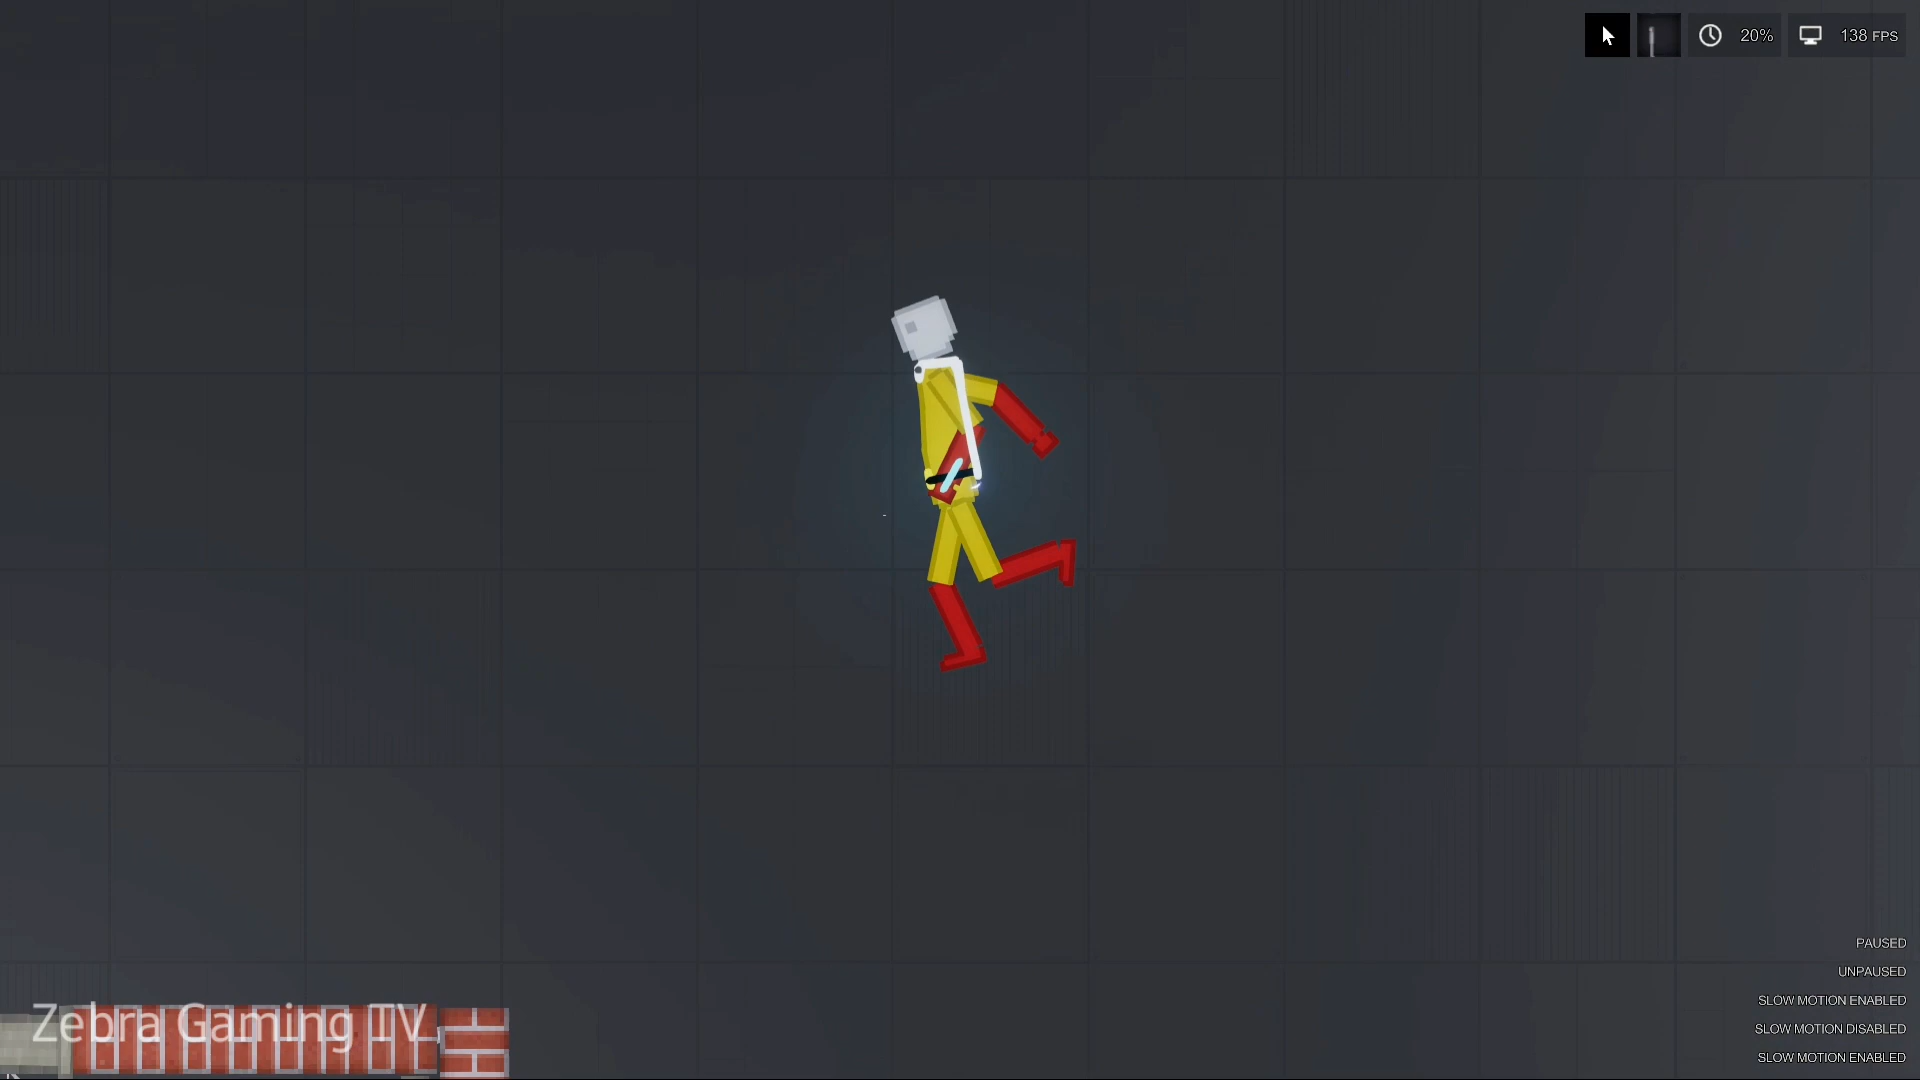 20%
138 FPS
PAUSED
UNPAUSED
SLOW MOTION ENABLED
SLOW MOTION DISABLED
SLOW MOTION ENABLED
Zebra Gaming TV